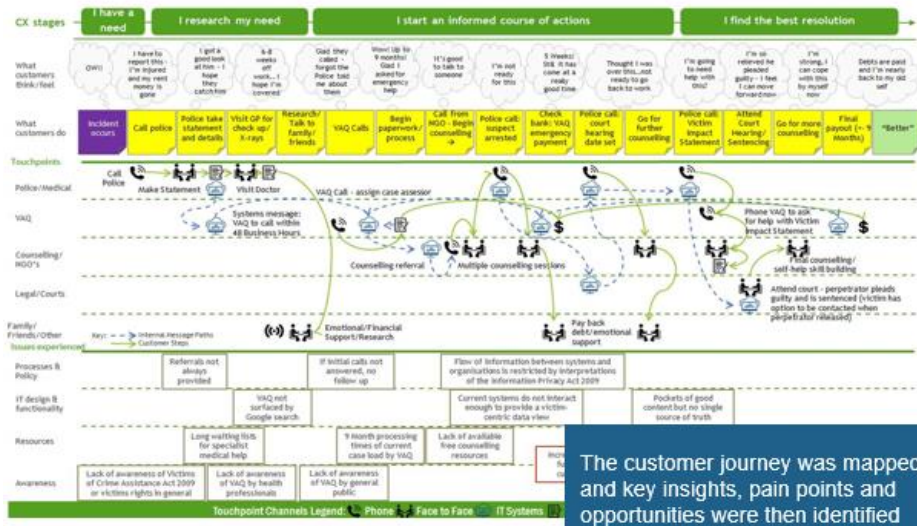 CX stages
I have a
need
I research my need
I start an informed course of actions
I find the best resolution
What
customers
think/feel
OW!!
I have to
report this -
I'm injured
and my rent
money is
gone
I got a
good look
at him - I
hope
they
catch him
6-8
weeks
off
work... I
hope I'm
covered
Glad they
called -
forgot the
Police told
me about
them
Wow! Up to
9 months!
Glad I
asked for
emergency
help
It's good
to talk to
someone
I'm not
ready for
this
5 Weeks!
Still it has
come at a
really
good time
Thought I
was over
this...not
ready to go
back to work
I'm going to
need help
with this?
I'm so
relieved he
pleaded
guilty - I feel
I can move
forward now
I'm
strong, I
can cope
with this by
myself now
Debts are paid
and I'm nearly
back to my old
self
What
customers do
Incident
occurs
Call police
Police take
statement
and details
Visit GP for
check up/
X-rays
Research/
Talk to
family/
friends
VAQ Calls
Begin
paperwork/
process
Call from
NGO - Begin
counselling
→
Police call:
suspect
arrested
Check
bank: VAQ
emergency
payment
Police call:
court
hearing
date set
Go for
further
counselling
Police call:
Victim
Impact
Statement
Attend
Court
Hearing/
Sentencing
Go for more
counselling
Final
payout (+- 9
Months)
"Better"
Touchpoints
Police/Medical
Call
Police
Make Statement
Visit Doctor
VAQ Call - assign case assessor
VAQ
Systems message:
VAQ to call within
48 Business Hours
$
$
Phone VAQ to ask
for help with Victim
Impact Statement
Counselling/
NGO's
Counselling referral
Multiple counselling sessions
Final counselling/
self-help skill building
Legal/Courts
Attend court - perpetrator pleads
guilty and is sentenced (victim has
option to be contacted when
perpetrator released)
Family/
Friends/Other
Key:
Internal Message Paths
Customer Steps
Emotional/Financial
Support/Research
Pay back
debt/emotional
support
Issues experienced
Processes &
Policy
Referrals not
always
provided
If initial calls not
answered, no
follow up
Flow of information between systems and
organisations is restricted by interpretations
of the Information Privacy Act 2009
IT design &
functionality
VAQ not
surfaced by
Google search
Current systems do not interact
enough to provide a victim-
centric data view
Pockets of good
content but no single
source of truth
Resources
Long waiting lists
for specialist
medical help
9 Month processing
times of current
case load by VAQ
Lack of available
free counselling
resources
Awareness
Lack of awareness of Victims
of Crime Assistance Act 2009
or victims rights in general
Lack of awareness
of VAQ by health
professionals
Lack of awareness
of VAQ by general
public
The customer journey was mapped
and key insights, pain points and
opportunities were then identified
Touchpoint Channels Legend:
Phone
Face to Face
IT Systems